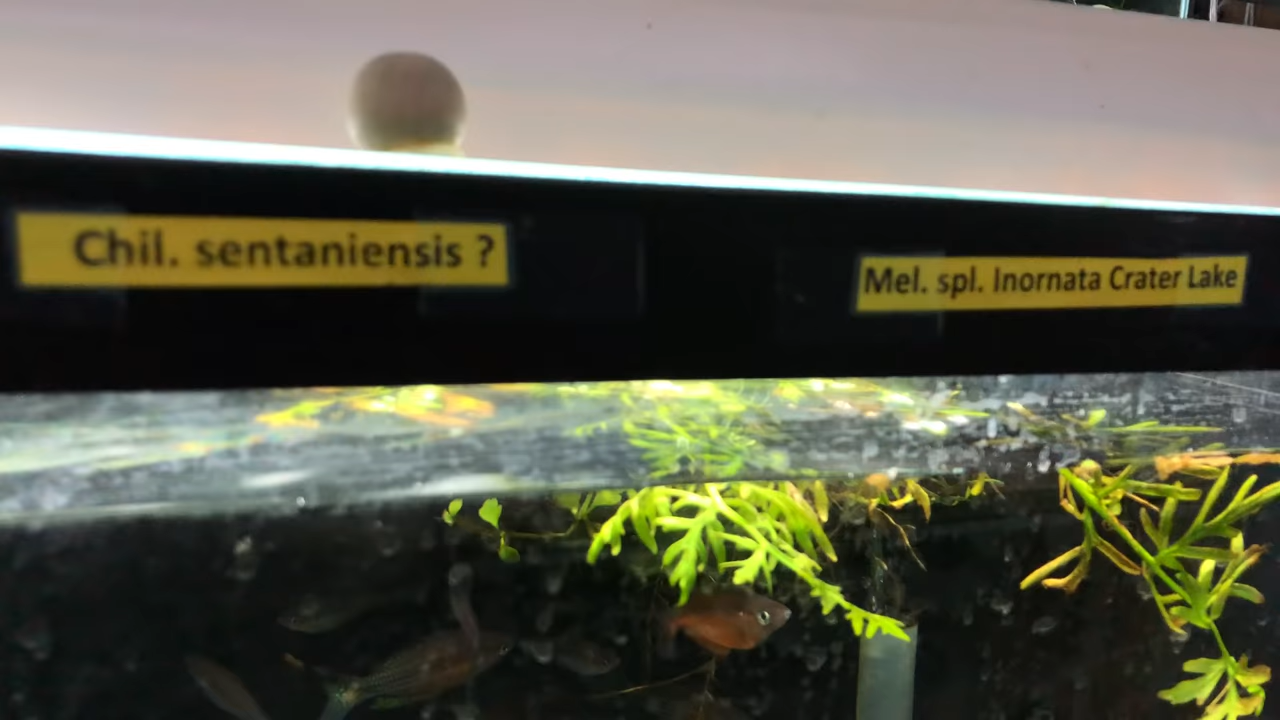 Chil. sentaniensis ?
Mel. spl. Inornata Crater Lake